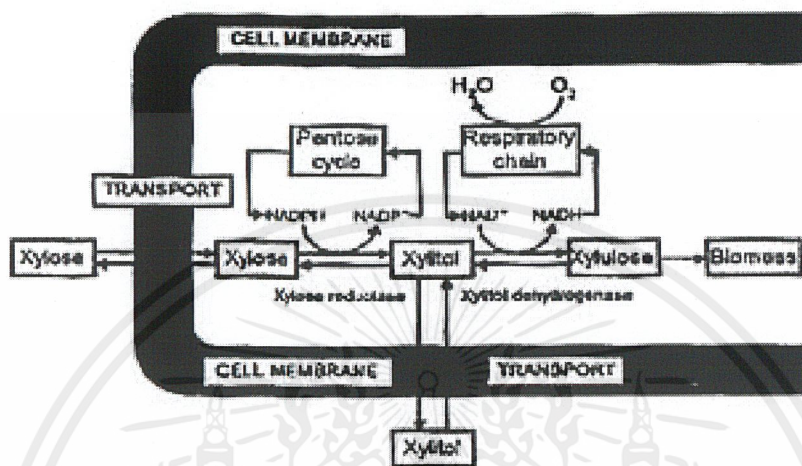 CELL MEMBRANE
H₂O O₂
Pentose
cycle
Respiratory
chain
TRANSPORT
NADPH NADP⁺ NAD⁺ NADH
Xylose Xylose Xylitol Xylulose Biomass
Xylose reductase Xylitol dehydrogenase
CELL MEMBRANE TRANSPORT
Xylitol